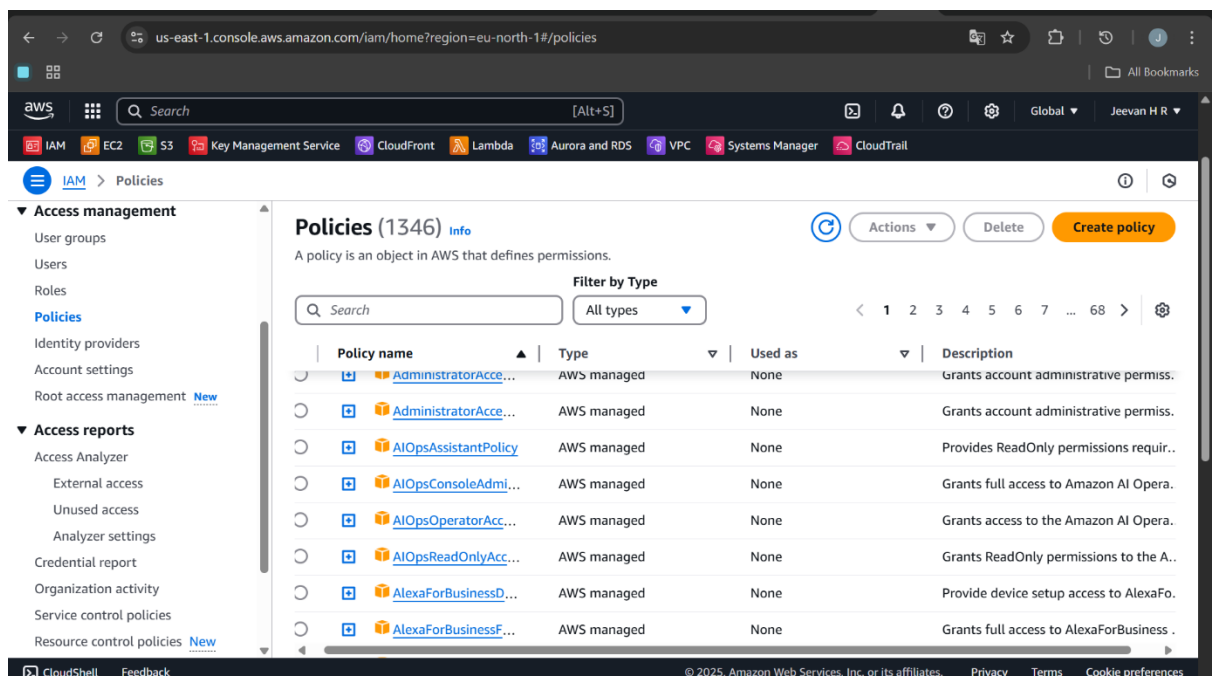 us-east-1.console.aws.amazon.com/iam/home?region=eu-north-1#/policies
J
All Bookmarks
aws
Search
[Alt+S]
Global ▼
Jeevan H R ▼
IAM
EC2
S3
Key Management Service
CloudFront
Lambda
Aurora and RDS
VPC
Systems Manager
CloudTrail
IAM > Policies
Access management
User groups
Users
Roles
Policies
Identity providers
Account settings
Root access management New
Access reports
Access Analyzer
External access
Unused access
Analyzer settings
Credential report
Organization activity
Service control policies
Resource control policies New
Policies (1346) Info
Actions ▼
Delete
Create policy
A policy is an object in AWS that defines permissions.
Filter by Type
Search
All types
1 2 3 4 5 6 7 ... 68
Policy name Type Used as Description
AdministratorAcce... AWS managed None Grants account administrative permiss.
AdministratorAcce... AWS managed None Grants account administrative permiss.
AIOpsAssistantPolicy AWS managed None Provides ReadOnly permissions requir..
AIOpsConsoleAdmi... AWS managed None Grants full access to Amazon AI Opera.
AIOpsOperatorAcc... AWS managed None Grants access to the Amazon AI Opera.
AIOpsReadOnlyAcc... AWS managed None Grants ReadOnly permissions to the A..
AlexaForBusinessD... AWS managed None Provide device setup access to AlexaFo.
AlexaForBusinessF... AWS managed None Grants full access to AlexaForBusiness .
CloudShell Feedback © 2025, Amazon Web Services, Inc. or its affiliates. Privacy Terms Cookie preferences